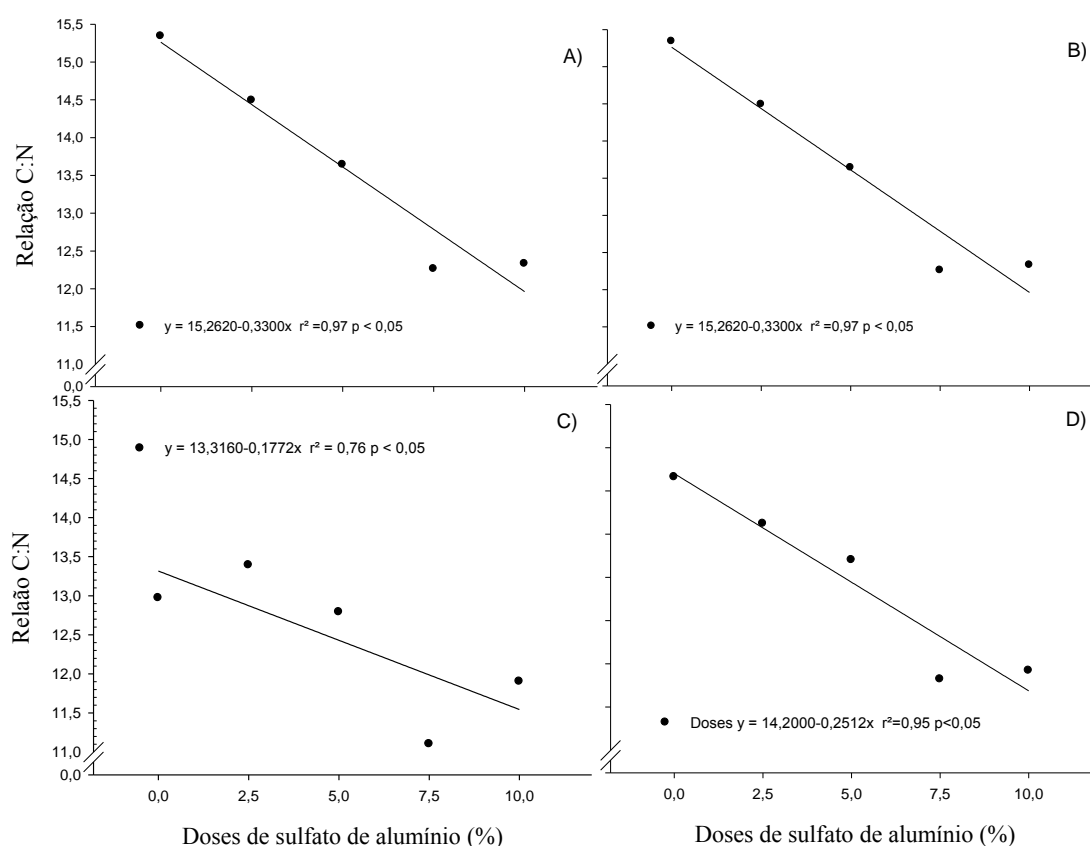 Relação C:N
15,5
15,0
14,5
14,0
13,5
13,0
12,5
12,0
11,5
11,0
0,0
A)
y = 15,2620-0,3300x r² =0,97 p < 0,05
B)
y = 15,2620-0,3300x r² =0,97 p < 0,05
Relaão C:N
15,5
15,0
14,5
14,0
13,5
13,0
12,5
12,0
11,5
11,0
0,0
C)
y = 13,3160-0,1772x r² = 0,76 p < 0,05
D)
Doses y = 14,2000-0,2512x r²=0,95 p<0,05
0,0 2,5 5,0 7,5 10,0
0,0 2,5 5,0 7,5 10,0
Doses de sulfato de alumínio (%)
Doses de sulfato de alumínio (%)